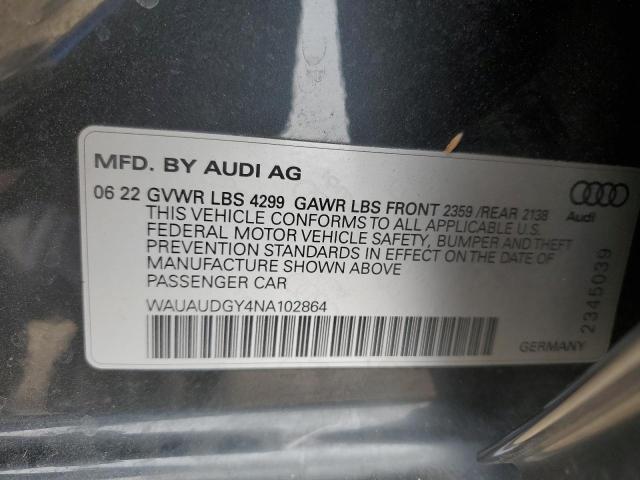 MFD. BY AUDI AG
06 22 GVWR LBS 4299 GAWR LBS FRONT 2359 /REAR 2138
THIS VEHICLE CONFORMS TO ALL APPLICABLE U.S.
FEDERAL MOTOR VEHICLE SAFETY, BUMPER AND THEFT
PREVENTION STANDARDS IN EFFECT ON THE DATE OF
MANUFACTURE SHOWN ABOVE
PASSENGER CAR
WAUAUDGY4NA102864
Audi
2345039
GERMANY